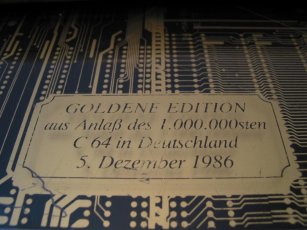 GOLDENE EDITION
aus Anlaß des 1.000.000sten
C 64 in Deutschland
5. Dezember 1986